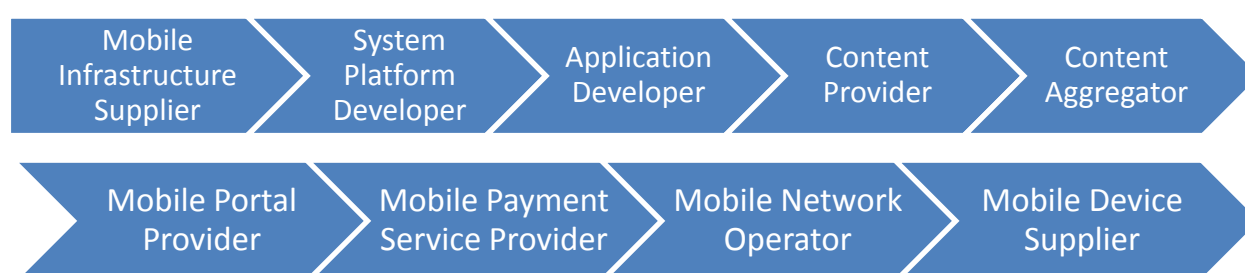 Mobile
Infrastructure
Supplier
System
Platform
Developer
Application
Developer
Content
Provider
Content
Aggregator
Mobile Portal
Provider
Mobile Payment
Service Provider
Mobile Network
Operator
Mobile Device
Supplier